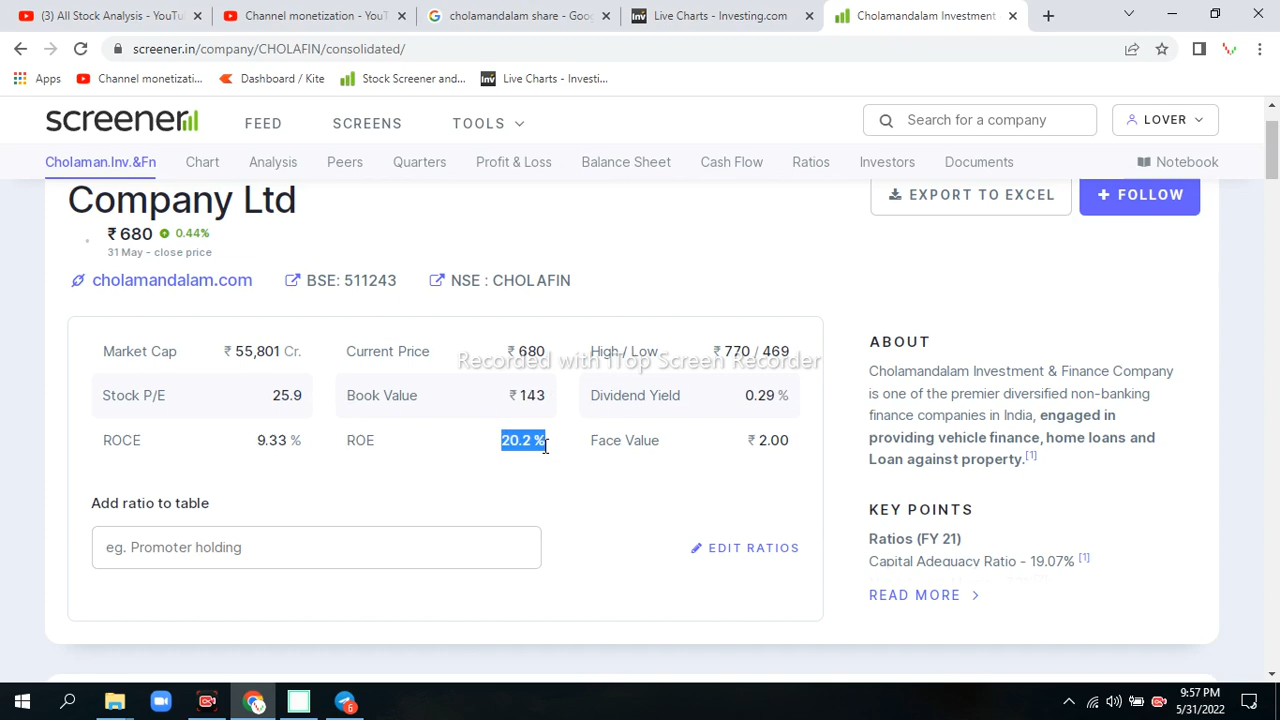 (3) All Stock Analysis - YouTu
Channel monetization - YouT
cholamandalam share - Goog
Live Charts - Investing.com
Cholamandalam Investment
screener.in/company/CHOLAFIN/consolidated/
Apps
Channel monetizati...
Dashboard / Kite
Stock Screener and...
Live Charts - Investi...
screener
FEED
SCREENS
TOOLS
Search for a company
LOVER
Cholaman.Inv.&Fn
Chart
Analysis
Peers
Quarters
Profit & Loss
Balance Sheet
Cash Flow
Ratios
Investors
Documents
Notebook
Company Ltd
EXPORT TO EXCEL
+ FOLLOW
₹ 680 0.44%
31 May - close price
cholamandalam.com
BSE: 511243
NSE : CHOLAFIN
Market Cap ₹ 55,801 Cr.
Current Price ₹ 680
High / Low ₹ 770 / 469
Recorded with iTop Screen Recorder
Stock P/E 25.9
Book Value ₹ 143
Dividend Yield 0.29 %
ROCE 9.33 %
ROE 20.2 %
Face Value ₹ 2.00
Add ratio to table
eg. Promoter holding
EDIT RATIOS
ABOUT
Cholamandalam Investment & Finance Company
is one of the premier diversified non-banking
finance companies in India, engaged in
providing vehicle finance, home loans and
Loan against property.[1]
KEY POINTS
Ratios (FY 21)
Capital Adequacy Ratio - 19.07% [1]
READ MORE
9:57 PM
5/31/2022